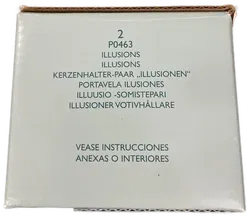 2
P0463
ILLUSIONS
ILLUSIONS
KERZENHALTER-PAAR „ILLUSIONEN"
PORTAVELA ILUSIONES
ILLUUSIO -SOMISTEPARI
ILLUSIONER VOTIVHÅLLARE
VEASE INSTRUCCIONES
ANEXAS O INTERIORES